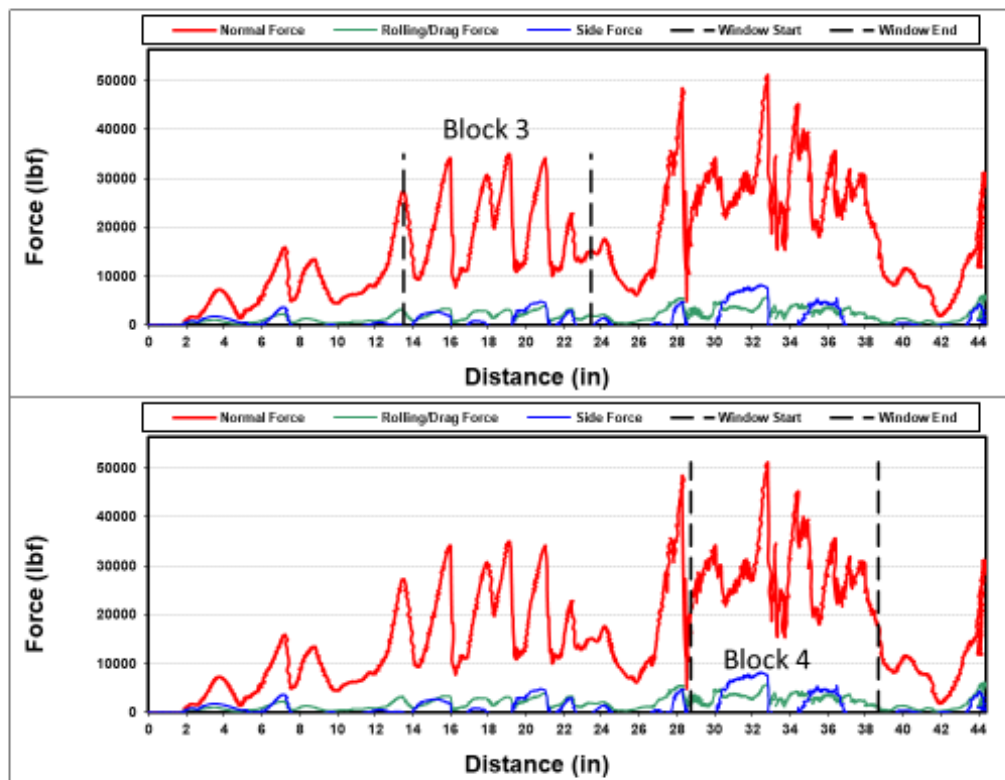 Normal Force Rolling/Drag Force Side Force Window Start Window End
50000
40000
30000
20000
10000
0
Block 3
Force (lbf)
0 2 4 6 8 10 12 14 16 18 20 22 24 26 28 30 32 34 36 38 40 42 44
Distance (in)
Normal Force Rolling/Drag Force Side Force Window Start Window End
50000
40000
30000
20000
10000
0
Block 4
Force (lbf)
0 2 4 6 8 10 12 14 16 18 20 22 24 26 28 30 32 34 36 38 40 42 44
Distance (in)